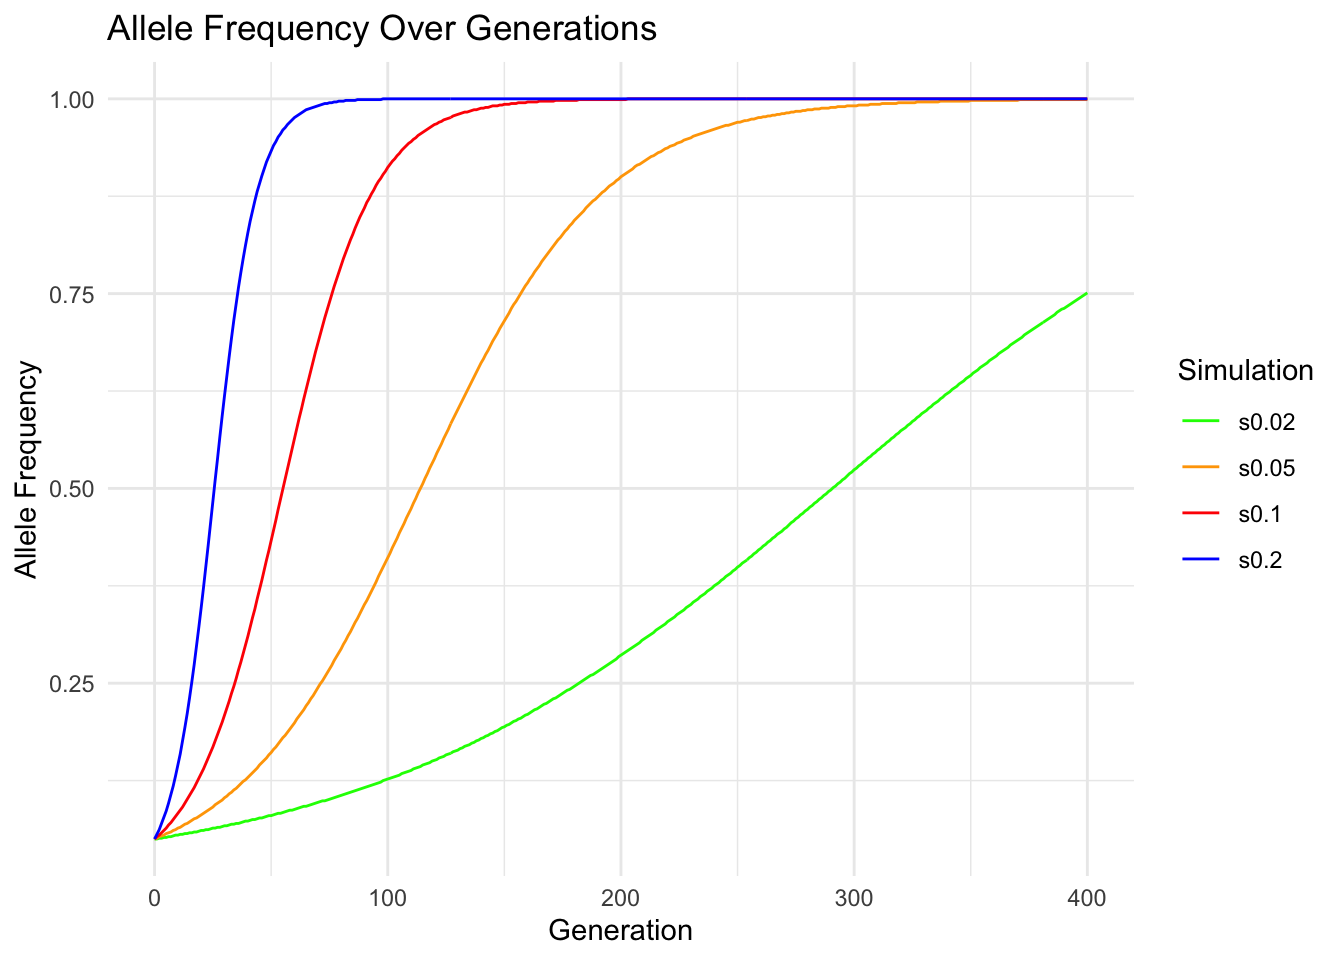 Allele Frequency Over Generations
1.00
0.75
0.50
0.25
Allele Frequency
0 100 200 300 400
Generation
Simulation
s0.02
s0.05
s0.1
s0.2